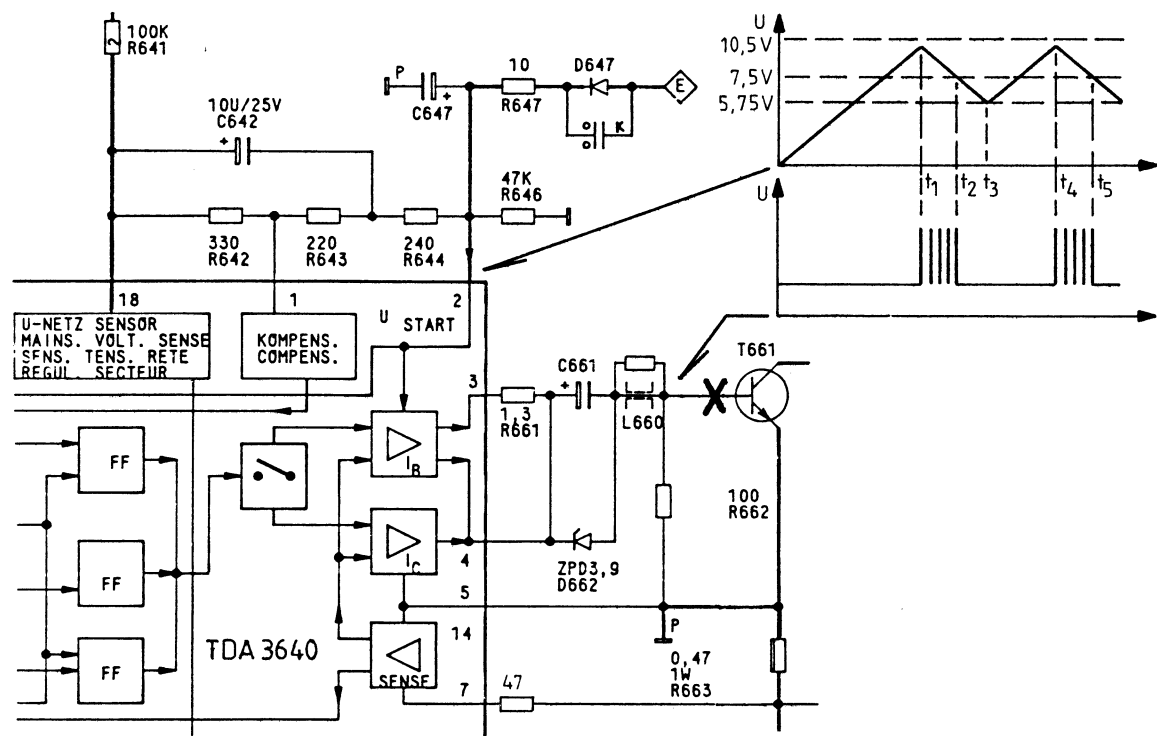 100K
R641
2
10U/25V
C642
+
P
+
C647
10
R647
D647
E
K
47K
R646
330
R642
220
R643
240
R644
U
10,5V
7,5V
5,75V
t1
t2
t3
t4
t5
U
18
1
2
U-NETZ SENSOR
MAINS. VOLT. SENSE
SENS. TENS. RETE
REGUL. SECTEUR
KOMPENS.
COMPENS.
U START
3
1,3
R661
C661
+
L660
T661
FF
IB
100
R662
FF
IC
4
ZPD3,9
D662
5
P
FF
TDA 3640
14
SENSE
7
47
0,47
1W
R663